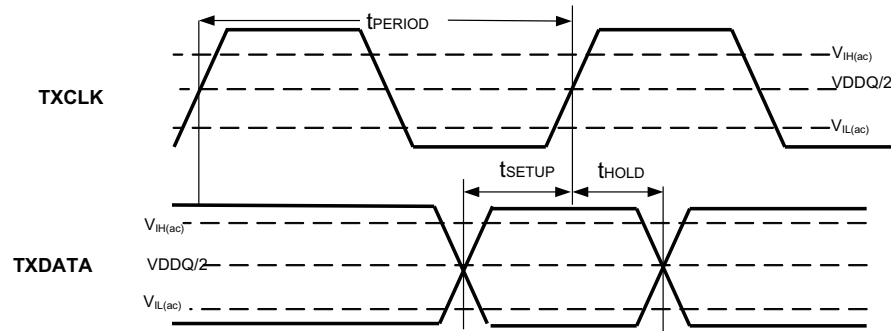 tPERIOD
VIH(ac)
VDDQ/2
TXCLK
VIL(ac)
tSETUP
tHOLD
VIH(ac)
TXDATA
VDDQ/2
VIL(ac)